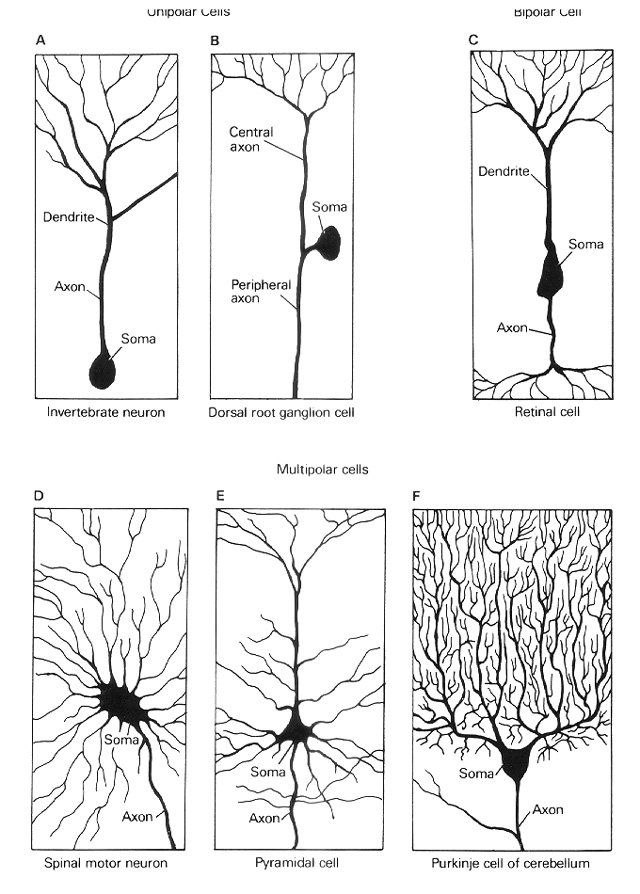 Unipolar Cells
Bipolar Cell
A
B
C
Central
axon
Dendrite
Soma
Dendrite
Soma
Axon
Peripheral
axon
Axon
Soma
Invertebrate neuron
Dorsal root ganglion cell
Retinal cell
Multipolar cells
D
E
F
Soma
Soma
Soma
Axon
Axon
Axon
Spinal motor neuron
Pyramidal cell
Purkinje cell of cerebellum